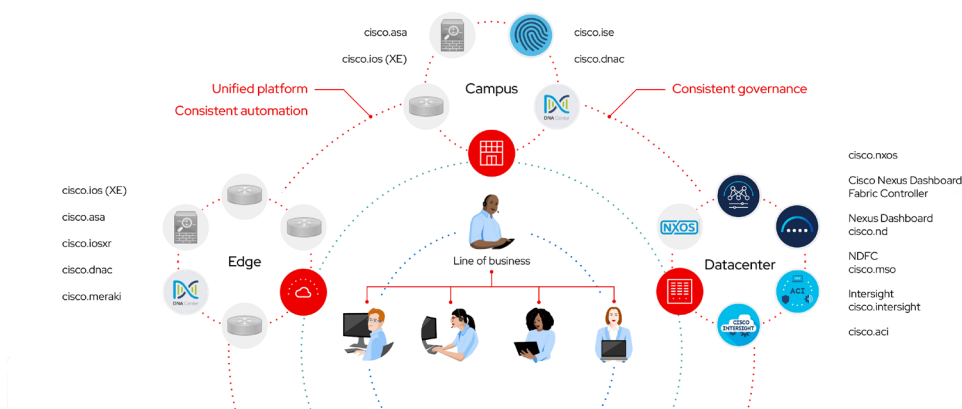 cisco.asa
cisco.ios (XE)
cisco.ise
cisco.dnac
Campus
DNA Center
Unified platform
Consistent automation
Consistent governance
cisco.ios (XE)
cisco.asa
cisco.iosxr
cisco.dnac
cisco.meraki
Edge
DNA Center
Line of business
NXOS
Datacenter
ACI
CISCO
INTERSIGHT
cisco.nxos
Cisco Nexus Dashboard
Fabric Controller
Nexus Dashboard
cisco.nd
NDFC
cisco.mso
Intersight
cisco.intersight
cisco.aci